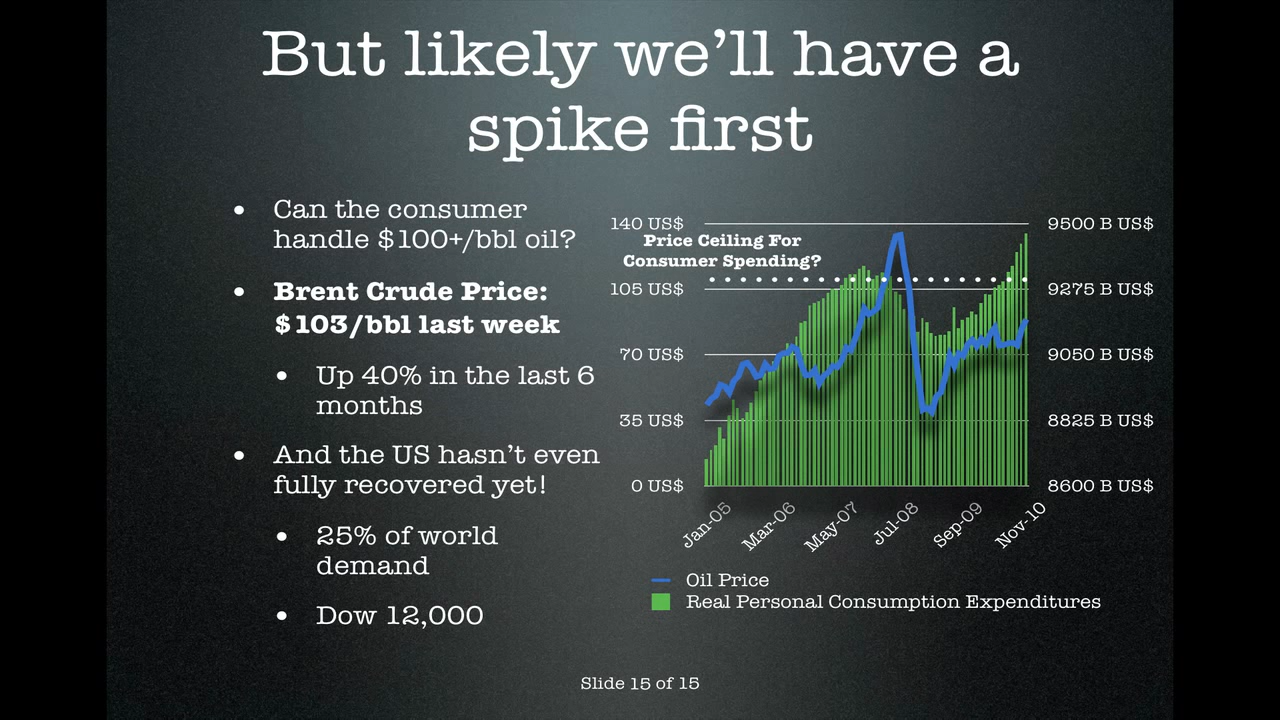 But likely we’ll have a
spike first
• Can the consumer
handle $100+/bbl oil?
• Brent Crude Price:
$103/bbl last week
• Up 40% in the last 6
months
• And the US hasn’t even
fully recovered yet!
• 25% of world
demand
• Dow 12,000
140 US$
105 US$
70 US$
35 US$
0 US$
Price Ceiling For
Consumer Spending?
9500 B US$
9275 B US$
9050 B US$
8825 B US$
8600 B US$
Jan-05
Mar-06
May-07
Jul-08
Sep-09
Nov-10
Oil Price
Real Personal Consumption Expenditures
Slide 15 of 15